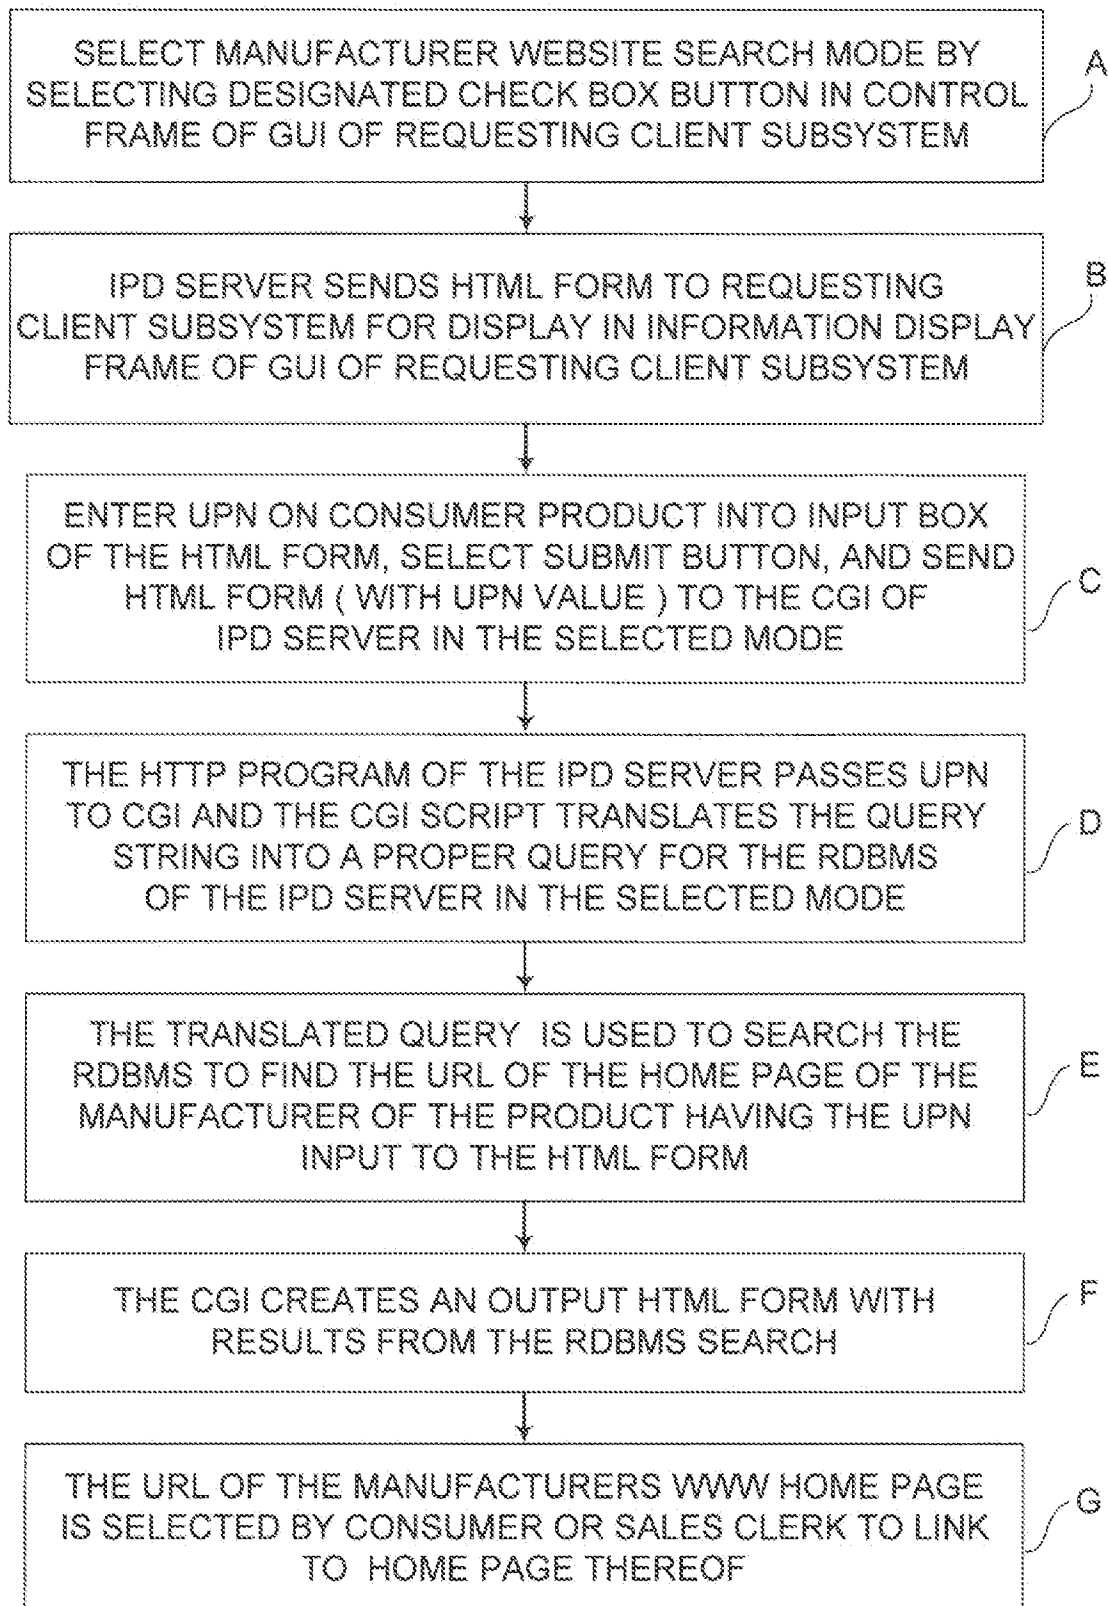 SELECT MANUFACTURER WEBSITE SEARCH MODE BY
SELECTING DESIGNATED CHECK BOX BUTTON IN CONTROL
FRAME OF GUI OF REQUESTING CLIENT SUBSYSTEM
A
IPD SERVER SENDS HTML FORM TO REQUESTING
CLIENT SUBSYSTEM FOR DISPLAY IN INFORMATION DISPLAY
FRAME OF GUI OF REQUESTING CLIENT SUBSYSTEM
B
ENTER UPN ON CONSUMER PRODUCT INTO INPUT BOX
OF THE HTML FORM, SELECT SUBMIT BUTTON, AND SEND
HTML FORM ( WITH UPN VALUE ) TO THE CGI OF
IPD SERVER IN THE SELECTED MODE
C
THE HTTP PROGRAM OF THE IPD SERVER PASSES UPN
TO CGI AND THE CGI SCRIPT TRANSLATES THE QUERY
STRING INTO A PROPER QUERY FOR THE RDBMS
OF THE IPD SERVER IN THE SELECTED MODE
D
THE TRANSLATED QUERY IS USED TO SEARCH THE
RDBMS TO FIND THE URL OF THE HOME PAGE OF THE
MANUFACTURER OF THE PRODUCT HAVING THE UPN
INPUT TO THE HTML FORM
E
THE CGI CREATES AN OUTPUT HTML FORM WITH
RESULTS FROM THE RDBMS SEARCH
F
THE URL OF THE MANUFACTURERS WWW HOME PAGE
IS SELECTED BY CONSUMER OR SALES CLERK TO LINK
TO HOME PAGE THEREOF
G